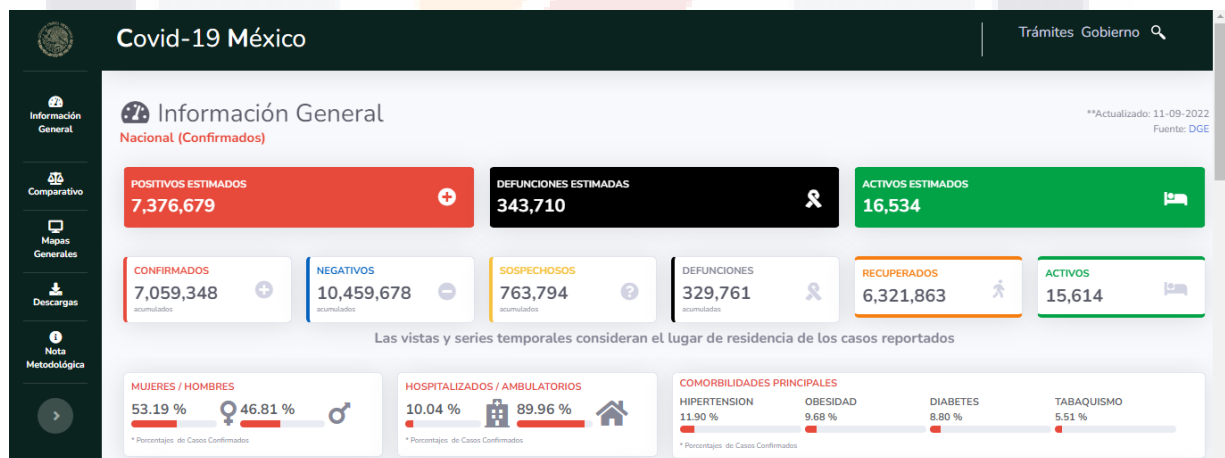 Covid-19 México
Trámites Gobierno
Información
General
Comparativo
Mapas
Generales
Descargas
Nota
Metodológica
Información General
Nacional (Confirmados)
**Actualizado: 11-09-2022
Fuente: DGE
POSITIVOS ESTIMADOS
7,376,679
DEFUNCIONES ESTIMADAS
343,710
ACTIVOS ESTIMADOS
16,534
CONFIRMADOS
7,059,348
acumulados
NEGATIVOS
10,459,678
acumulados
SOSPECHOSOS
763,794
acumulados
DEFUNCIONES
329,761
acumuladas
RECUPERADOS
6,321,863
ACTIVOS
15,614
Las vistas y series temporales consideran el lugar de residencia de los casos reportados
MUJERES / HOMBRES
53.19 % 46.81 %
* Porcentajes de Casos Confirmados
HOSPITALIZADOS / AMBULATORIOS
10.04 % 89.96 %
* Porcentajes de Casos Confirmados
COMORBILIDADES PRINCIPALES
HIPERTENSION OBESIDAD DIABETES TABAQUISMO
11.90 % 9.68 % 8.80 % 5.51 %
* Porcentajes de Casos Confirmados